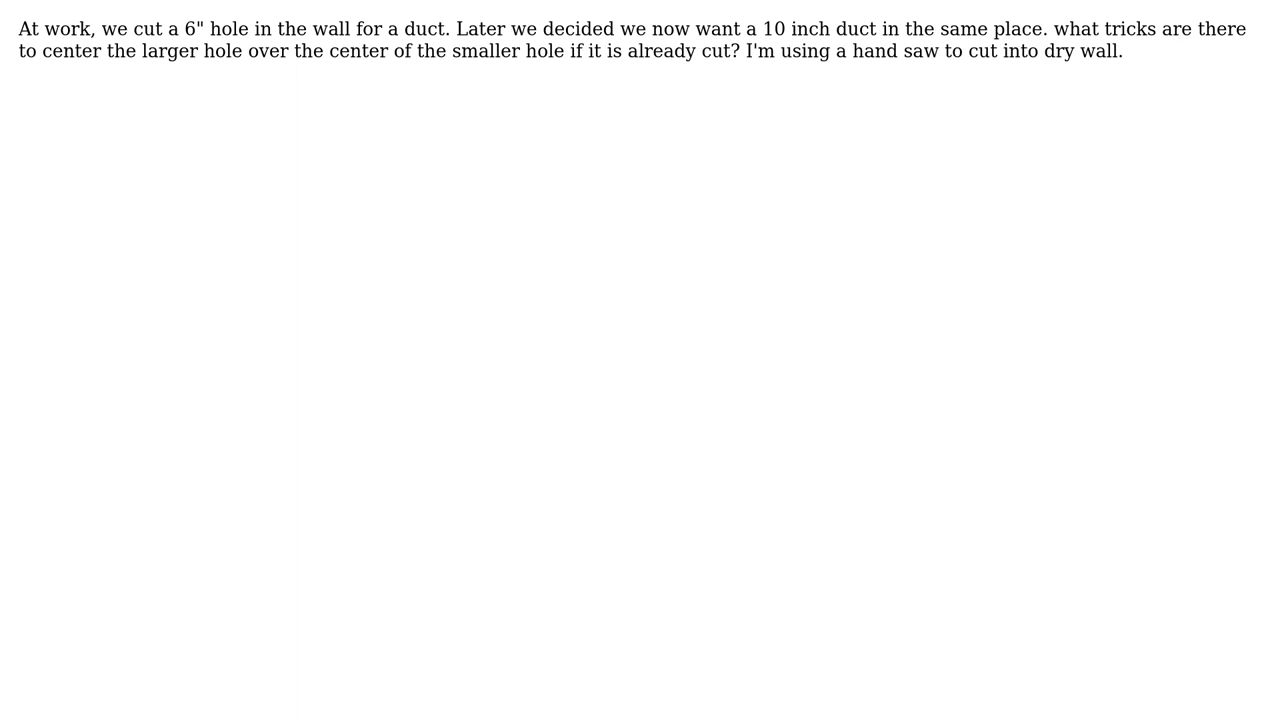 At work, we cut a 6" hole in the wall for a duct. Later we decided we now want a 10 inch duct in the same place. what tricks are there
to center the larger hole over the center of the smaller hole if it is already cut? I'm using a hand saw to cut into dry wall.